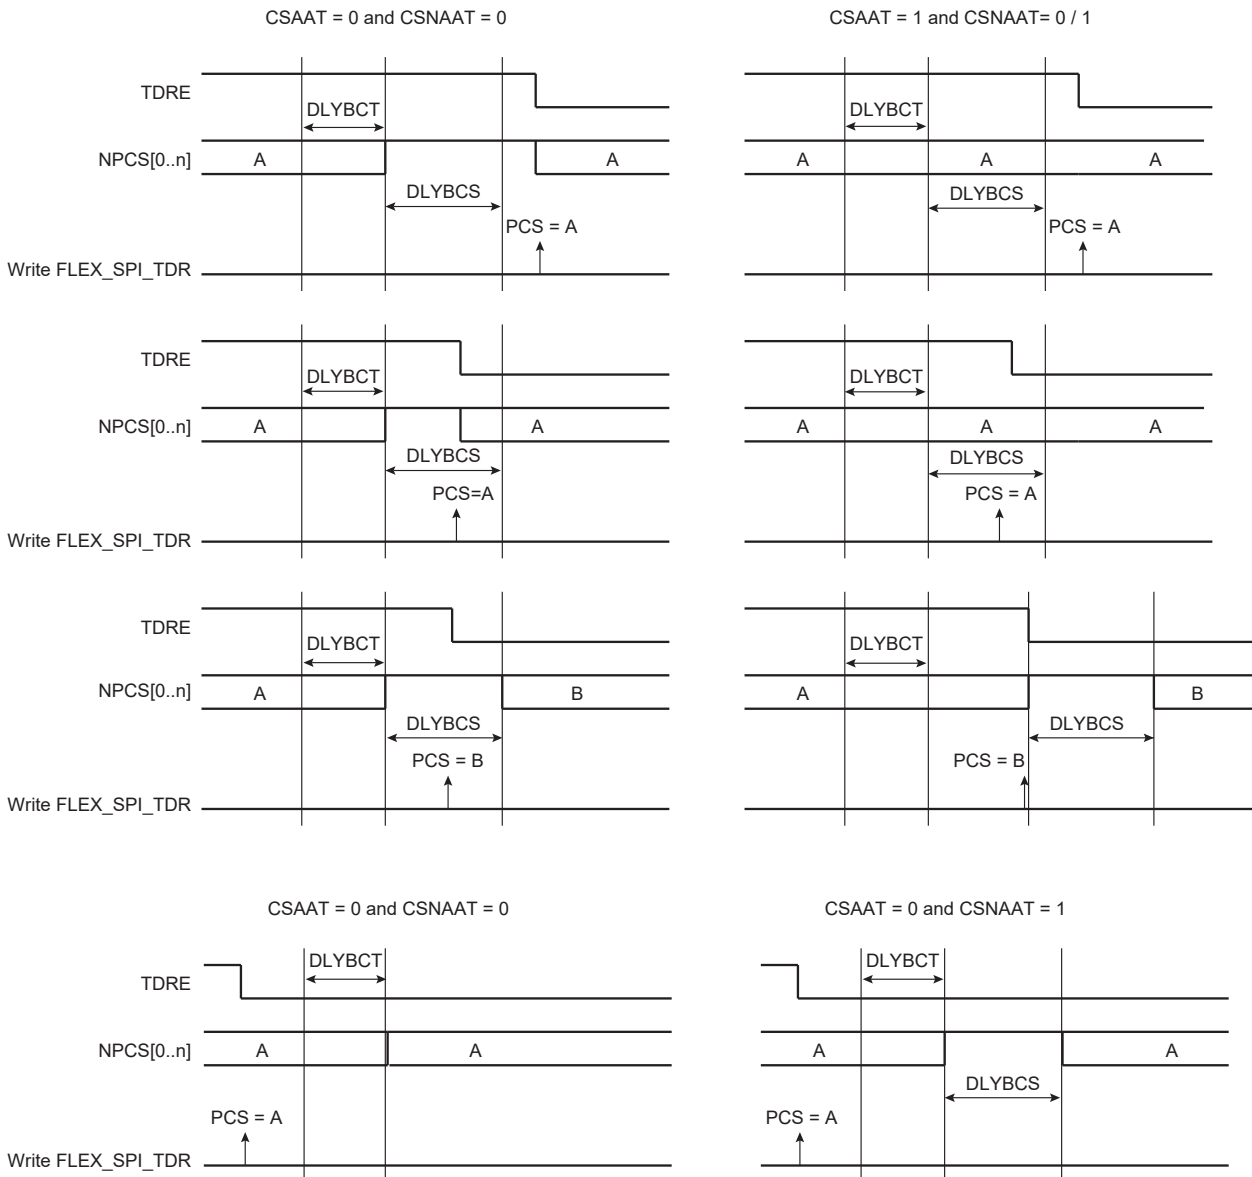 CSAAT = 0 and CSNAAT = 0
CSAAT = 1 and CSNAAT= 0 / 1
TDRE
DLYBCT
DLYBCT
NPCS[0..n]
A
A
A
A
A
DLYBCS
DLYBCS
PCS = A
PCS = A
Write FLEX_SPI_TDR
TDRE
DLYBCT
DLYBCT
NPCS[0..n]
A
A
A
A
A
DLYBCS
DLYBCS
PCS=A
PCS = A
Write FLEX_SPI_TDR
TDRE
DLYBCT
DLYBCT
NPCS[0..n]
A
B
A
B
DLYBCS
DLYBCS
PCS = B
PCS = B
Write FLEX_SPI_TDR
CSAAT = 0 and CSNAAT = 0
CSAAT = 0 and CSNAAT = 1
DLYBCT
DLYBCT
TDRE
NPCS[0..n]
A
A
A
A
DLYBCS
PCS = A
PCS = A
Write FLEX_SPI_TDR